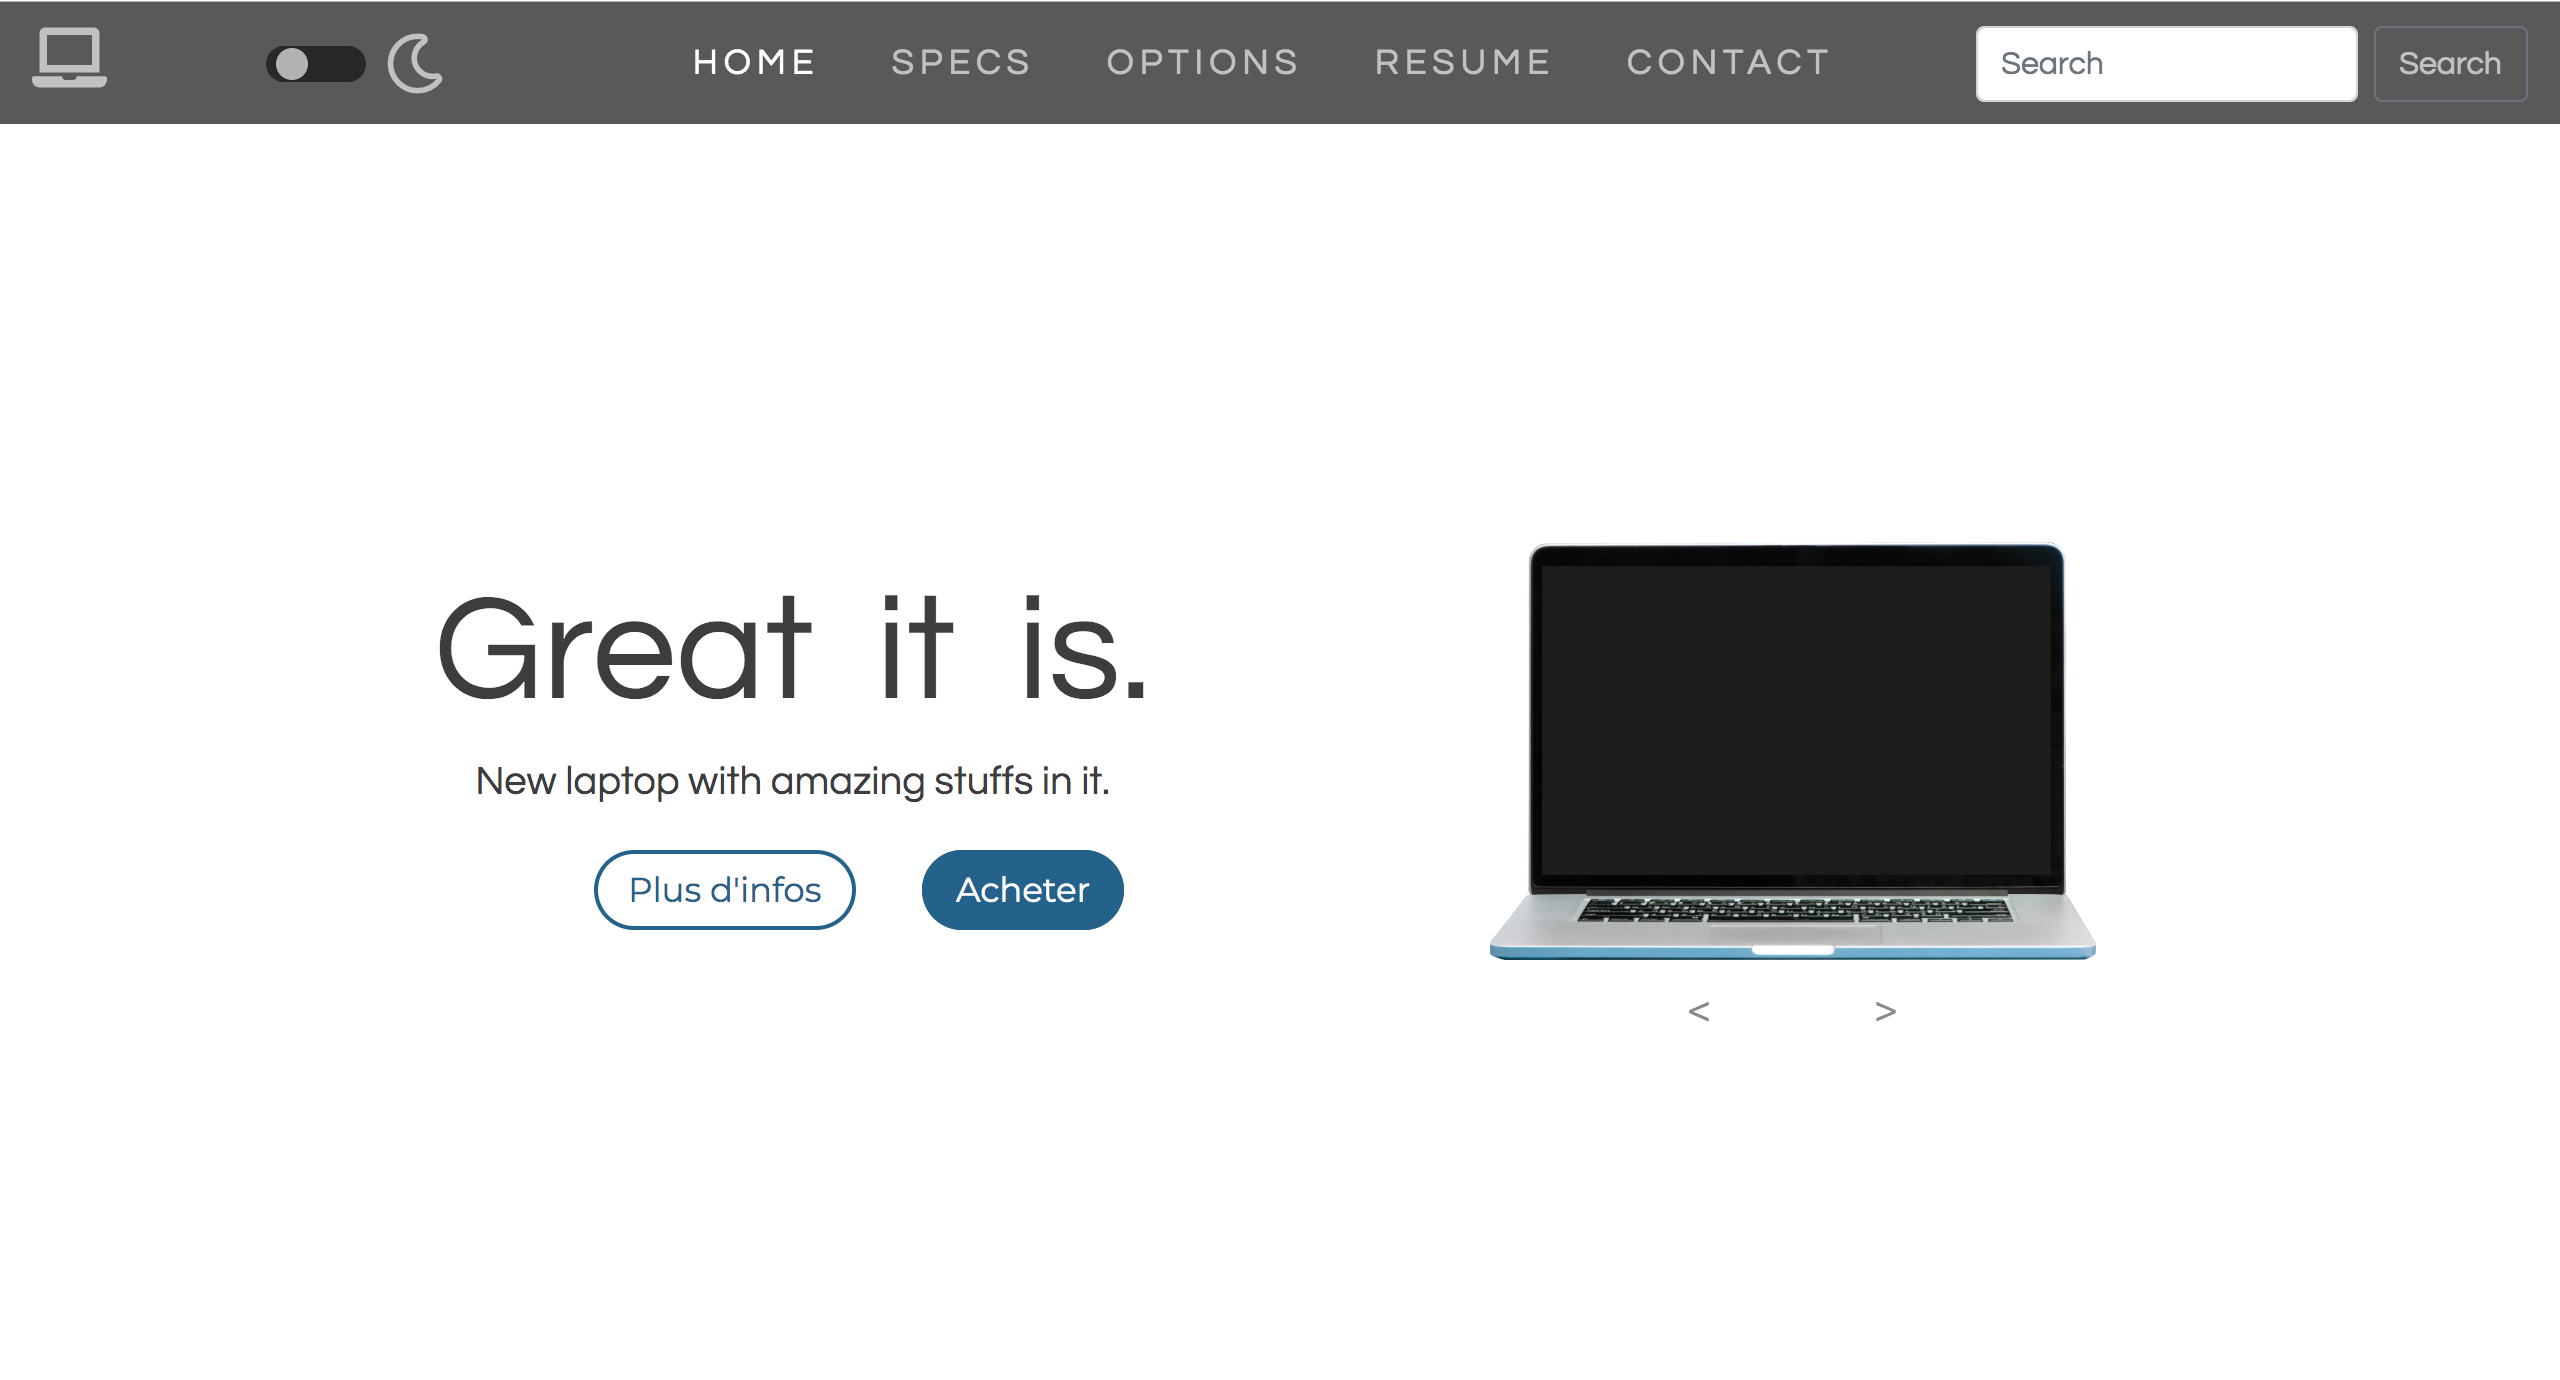 HOME SPECS OPTIONS RESUME CONTACT Search Search
Great it is.
New laptop with amazing stuffs in it.
Plus d'infos Acheter
< >